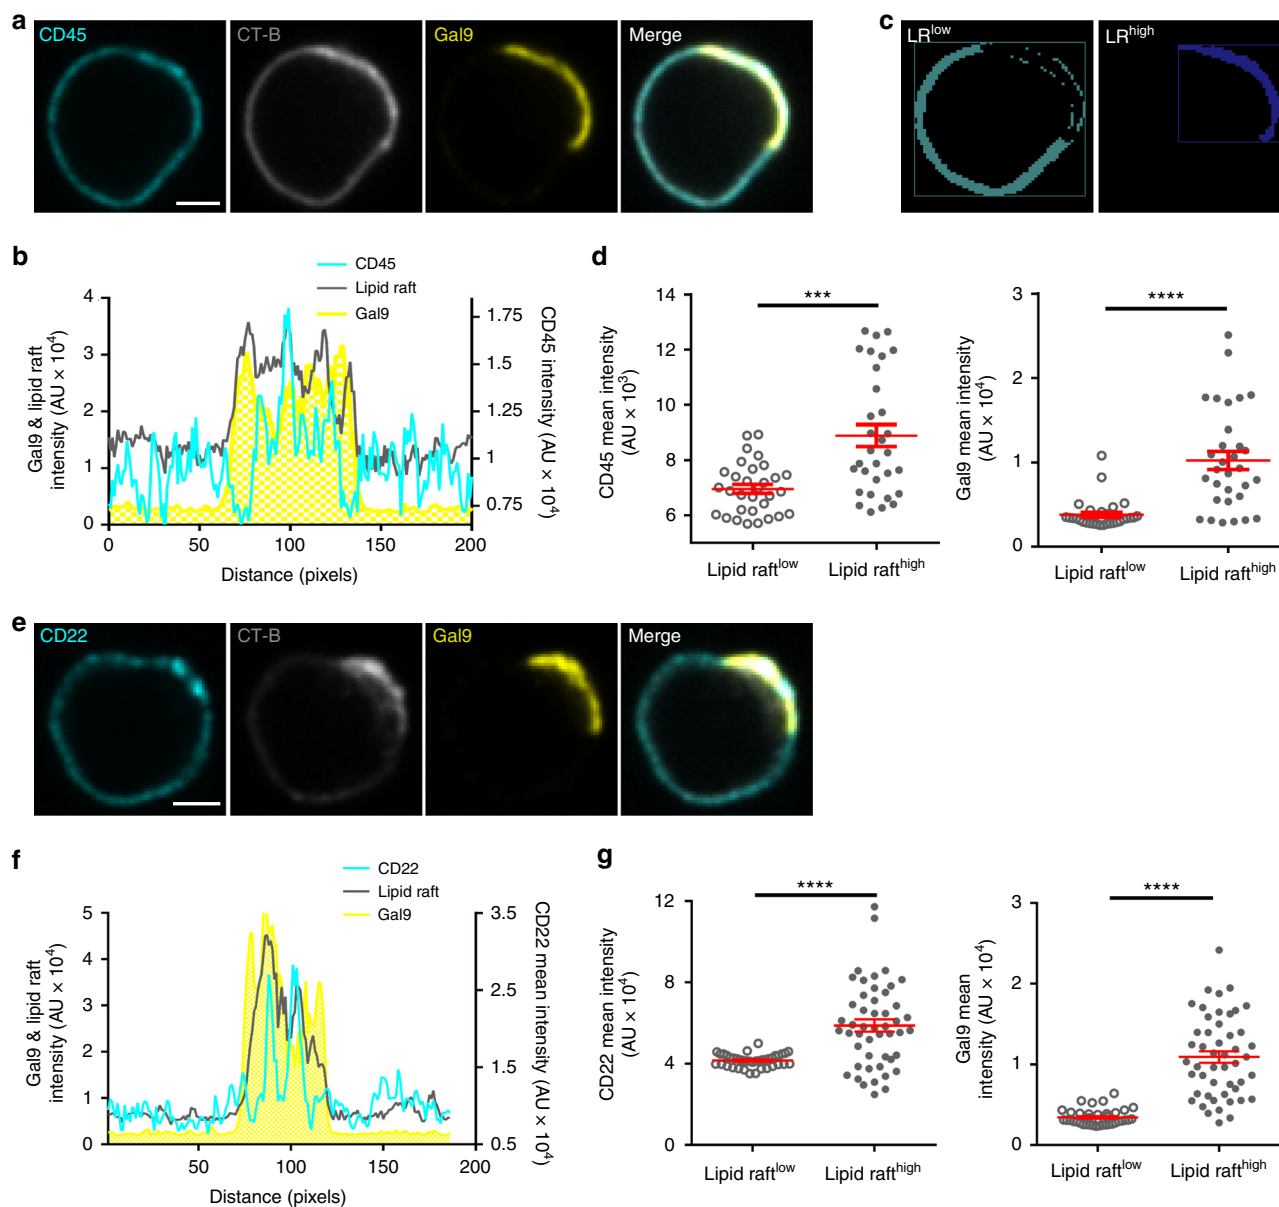 a
CD45
CT-B
Gal9
Merge
c
LRlow
LRhigh
b
CD45
Lipid raft
Gal9
Gal9 & lipid raft
intensity (AU × 10⁴)
4
3
2
1
0
CD45 intensity (AU × 10⁴)
1.75
1.5
1.25
1
0.75
0 50 100 150 200
Distance (pixels)
d
CD45 mean intensity
(AU × 10³)
14
12
10
8
6
***
Lipid raftlow Lipid rafthigh
Gal9 mean intensity
(AU × 10⁴)
3
2
1
0
****
Lipid raftlow Lipid rafthigh
e
CD22
CT-B
Gal9
Merge
f
CD22
Lipid raft
Gal9
Gal9 & lipid raft
intensity (AU × 10⁴)
5
4
3
2
1
0
CD22 mean intensity (AU × 10⁴)
3.5
2.5
1.5
0.5
50 100 150 200
Distance (pixels)
g
CD22 mean intensity
(AU × 10⁴)
12
8
4
0
****
Lipid raftlow Lipid rafthigh
Gal9 mean
intensity (AU × 10⁴)
3
2
1
0
****
Lipid raftlow Lipid rafthigh